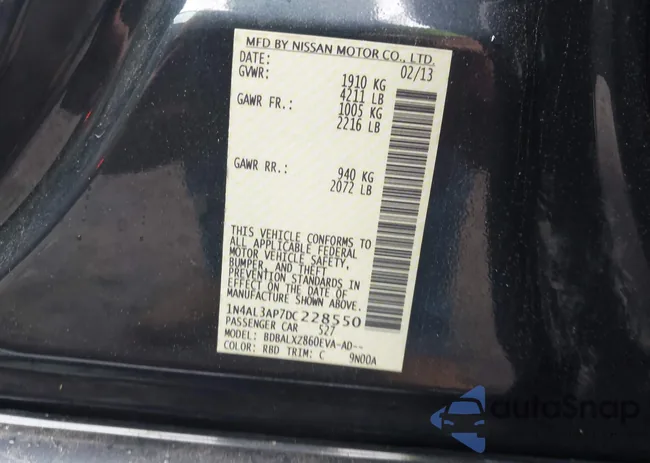 MFD BY NISSAN MOTOR CO., LTD.
DATE: 02/13
GVWR: 1910 KG
4211 LB
GAWR FR.: 1005 KG
2216 LB
GAWR RR.: 940 KG
2072 LB
THIS VEHICLE CONFORMS TO
ALL APPLICABLE FEDERAL
MOTOR VEHICLE SAFETY,
BUMPER, AND THEFT
PREVENTION STANDARDS IN
EFFECT ON THE DATE OF
MANUFACTURE SHOWN ABOVE.
1N4AL3AP7DC228550
PASSENGER CAR S27
MODEL: BDBALXZ860EVA-AD--
COLOR: RBD TRIM: C 9N00A
autoSnap